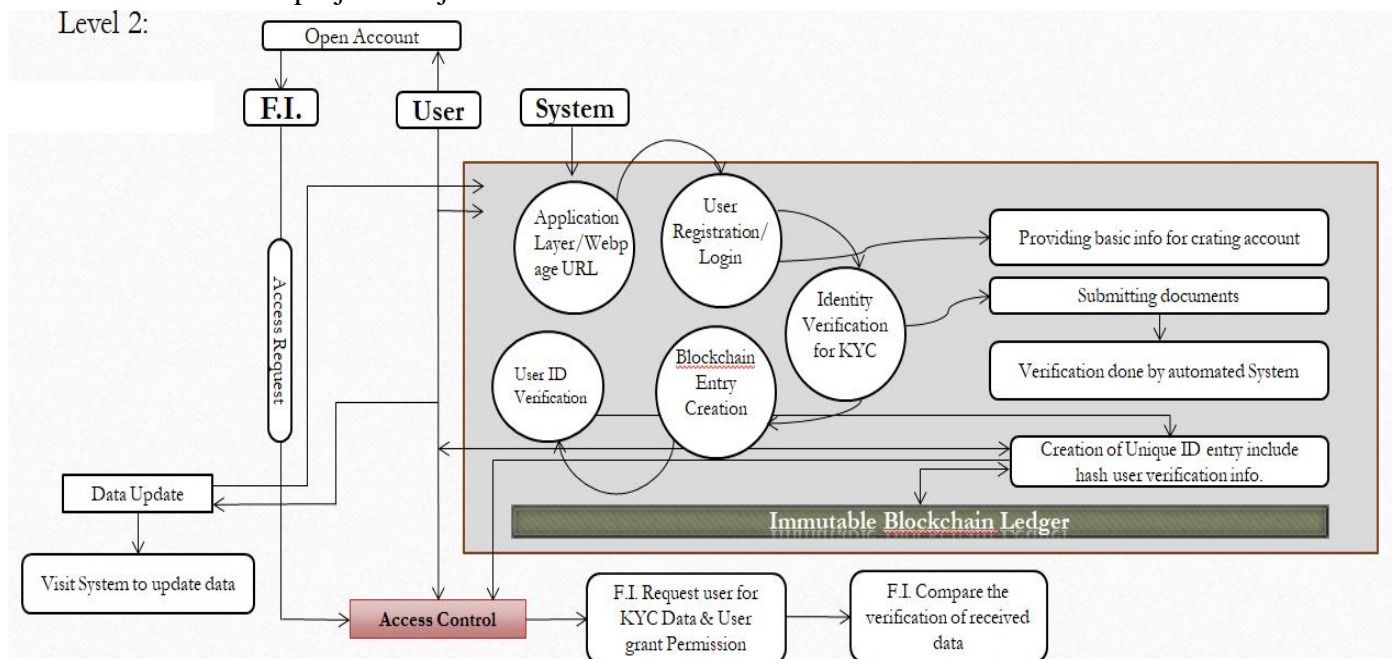 Level 2:
Open Account
F.I.
User
System
Application
Layer/Webp
age URL
User
Registration/
Login
Providing basic info for crating account
Access Request
Identity
Verification
for KYC
Submitting documents
User ID
Verification
Blockchain
Entry
Creation
Verification done by automated System
Creation of Unique ID entry include
hash user verification info.
Data Update
Immutable Blockchain Ledger
Visit System to update data
Access Control
F.I. Request user for
KYC Data & User
grant Permission
F.I. Compare the
verification of received
data